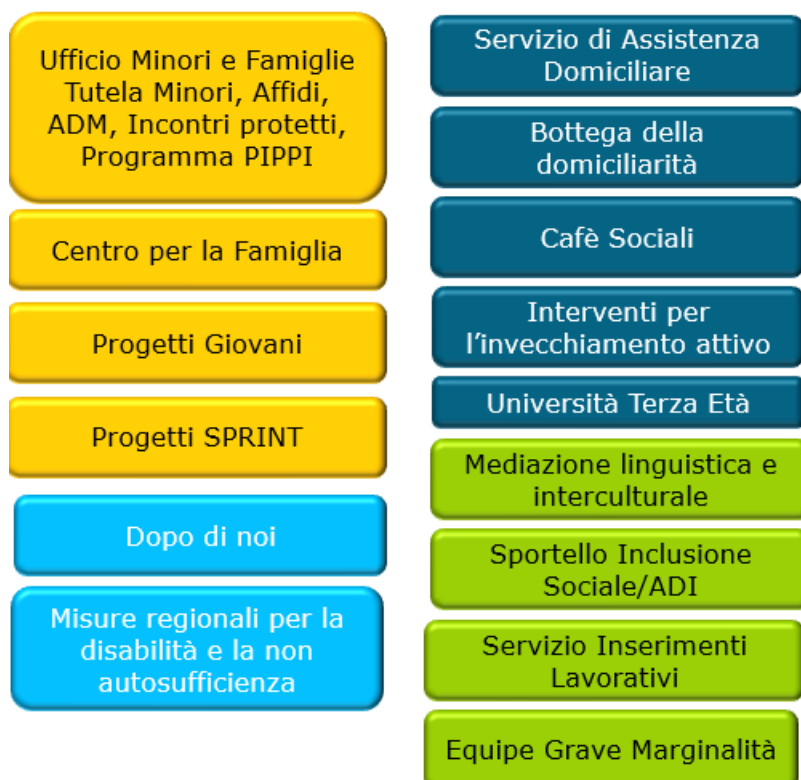 Ufficio Minori e Famiglie
Tutela Minori, Affidi,
ADM, Incontri protetti,
Programma PIPPI
Centro per la Famiglia
Progetti Giovani
Progetti SPRINT
Dopo di noi
Misure regionali per la
disabilità e la non
autosufficienza
Servizio di Assistenza
Domiciliare
Bottega della
domiciliarità
Cafè Sociali
Interventi per
l'invecchiamento attivo
Università Terza Età
Mediazione linguistica e
interculturale
Sportello Inclusione
Sociale/ADI
Servizio Inserimenti
Lavorativi
Equipe Grave Marginalità